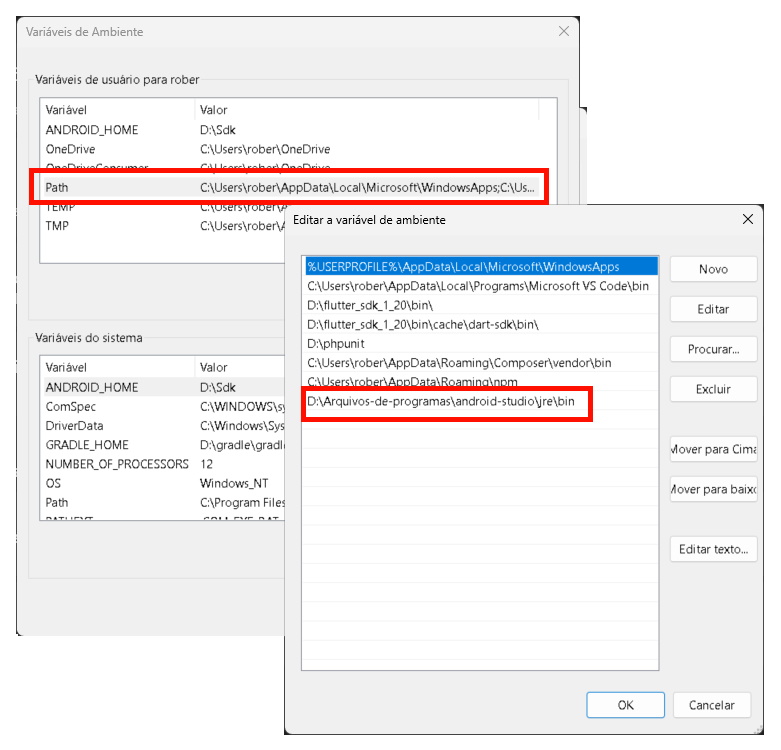 Variáveis de Ambiente
Variáveis de usuário para rober
Variável Valor
ANDROID_HOME D:\Sdk
OneDrive C:\Users\rober\OneDrive
OneDriveConsumer C:\Users\rober\OneDrive
Path C:\Users\rober\AppData\Local\Microsoft\WindowsApps;C:\Us...
TEMP C:\Users\rober\A
TMP C:\Users\rober\A
Variáveis do sistema
Variável Valor
ANDROID_HOME D:\Sdk
ComSpec C:\WINDOWS\sy
DriverData C:\Windows\Sys
GRADLE_HOME D:\gradle\gradl
NUMBER_OF_PROCESSORS 12
OS Windows_NT
Path C:\Program Files
PATHEXT .COM;.EXE;.BAT
Editar a variável de ambiente
%USERPROFILE%\AppData\Local\Microsoft\WindowsApps
C:\Users\rober\AppData\Local\Programs\Microsoft VS Code\bin
D:\flutter_sdk_1_20\bin\
D:\flutter_sdk_1_20\bin\cache\dart-sdk\bin\
D:\phpunit
C:\Users\rober\AppData\Roaming\Composer\vendor\bin
C:\Users\rober\AppData\Roaming\npm
D:\Arquivos-de-programas\android-studio\jre\bin
Novo
Editar
Procurar...
Excluir
Mover para Cima
Mover para baixo
Editar texto...
OK
Cancelar